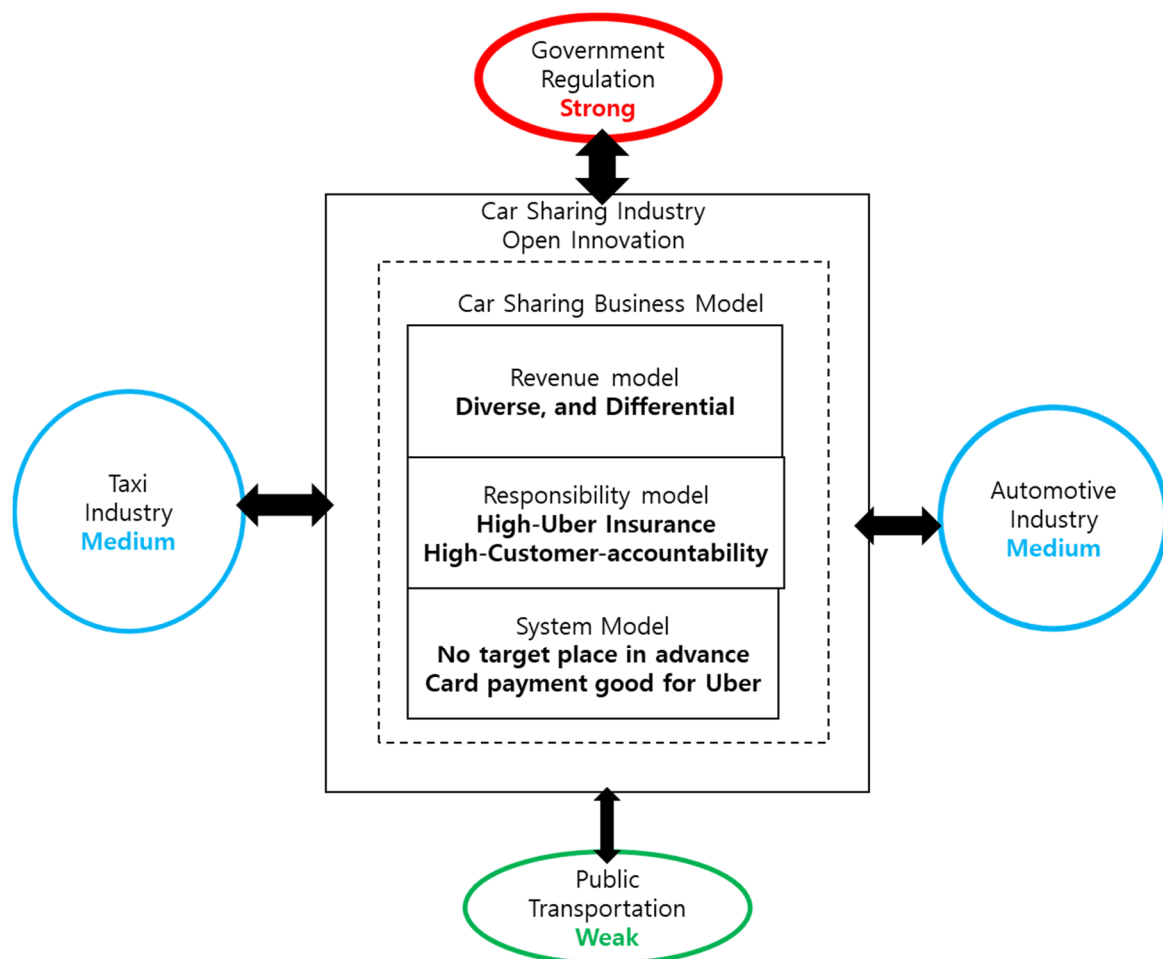 Government
Regulation
Strong
Car Sharing Industry
Open Innovation
Car Sharing Business Model
Revenue model
Diverse, and Differential
Responsibility model
High-Uber Insurance
High-Customer-accountability
System Model
No target place in advance
Card payment good for Uber
Taxi
Industry
Medium
Automotive
Industry
Medium
Public
Transportation
Weak